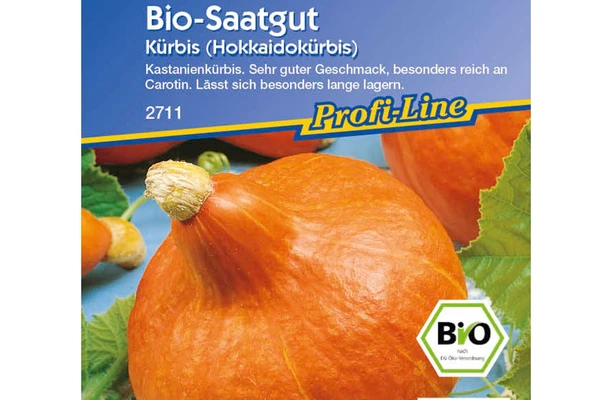 Bio-Saatgut
Kürbis (Hokkaidokürbis)
Kastanienkürbis. Sehr guter Geschmack, besonders reich an
Carotin. Lässt sich besonders lange lagern.
2711
Profi-Line
Bio
nach
EG Öko-Verordnung